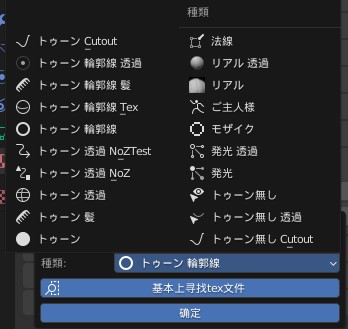 種類
トゥーン Cutout
トゥーン 輪郭線 透過
トゥーン 輪郭線 髪
トゥーン 輪郭線 Tex
トゥーン 輪郭線
トゥーン 透過 NoZTest
トゥーン 透過 NoZ
トゥーン 透過
トゥーン 髪
トゥーン
法線
リアル 透過
リアル
ご主人様
モザイク
発光 透過
発光
トゥーン無し
トゥーン無し 透過
トゥーン無し Cutout
種類:
トゥーン 輪郭線
基本上寻找tex文件
确定